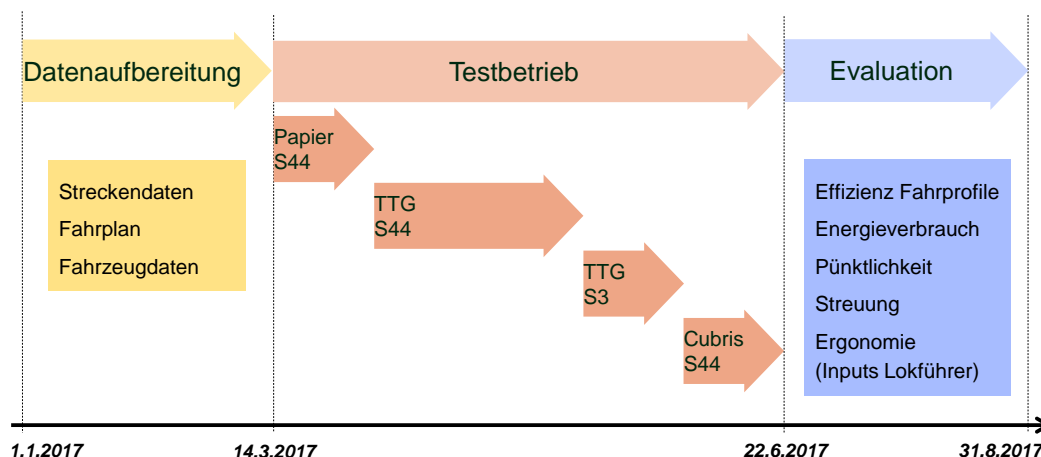 Datenaufbereitung
Testbetrieb
Evaluation
Papier
S44
TTG
S44
TTG
S3
Cubris
S44
Streckendaten
Fahrplan
Fahrzeugdaten
Effizienz Fahrprofile
Energieverbrauch
Pünktlichkeit
Streuung
Ergonomie
(Inputs Lokführer)
1.1.2017
14.3.2017
22.6.2017
31.8.2017